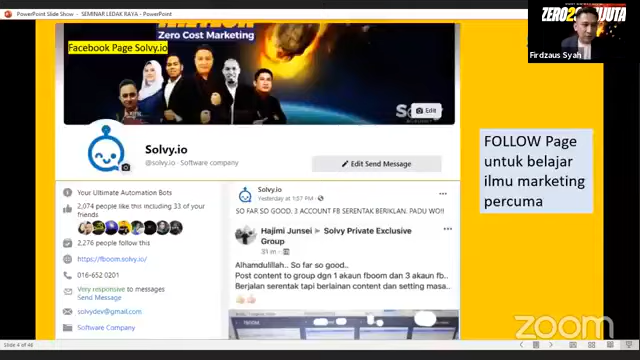 PowerPoint Slide Show - SEMINAR LEDAK RAYA - PowerPoint
Zero Cost Marketing
Facebook Page Solvy.io
Edit
Firdzaus Syah
Solvy.io
@solvy.io · Software company
Edit Send Message
FOLLOW Page
untuk belajar
ilmu marketing
percuma
Your Ultimate Automation Bots
2,074 people like this including 33 of your
friends
2,276 people follow this
https://fboom.solvy.io/
016-652 0201
Very responsive to messages
Send Message
solvydev@gmail.com
Software Company
Solvy.io
Yesterday at 1:37 PM
SO FAR SO GOOD. 3 ACCOUNT FB SERENTAK BERIKLAN. PADU WO!!
Hajimi Junsei ▸ Solvy Private Exclusive
Group
31 m
Alhamdulillah.. So far so good..
Post content to group dgn 1 akaun fboom dan 3 akaun fb..
Berjalan serentak tapi berlainan content dan setting masa..
zoom
Slide 4 of 46